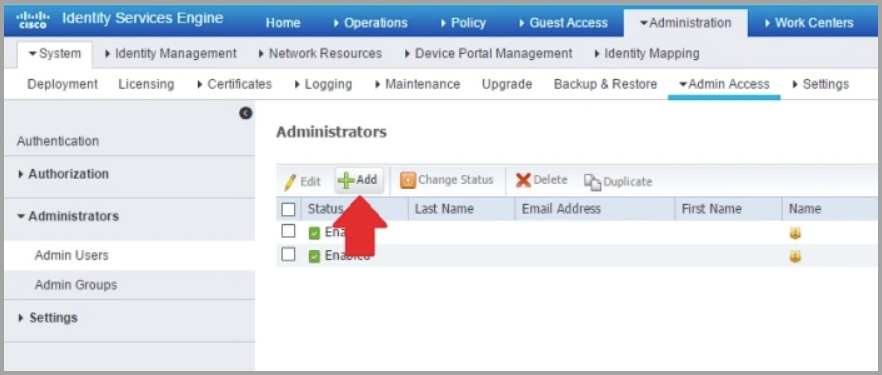 cisco Identity Services Engine Home Operations Policy Guest Access Administration Work Centers
System Identity Management Network Resources Device Portal Management Identity Mapping
Deployment Licensing Certificates Logging Maintenance Upgrade Backup & Restore Admin Access Settings
Authentication
Authorization
Administrators
Admin Users
Admin Groups
Settings
Administrators
Edit Add Change Status Delete Duplicate
Status Last Name Email Address First Name Name
Enabled